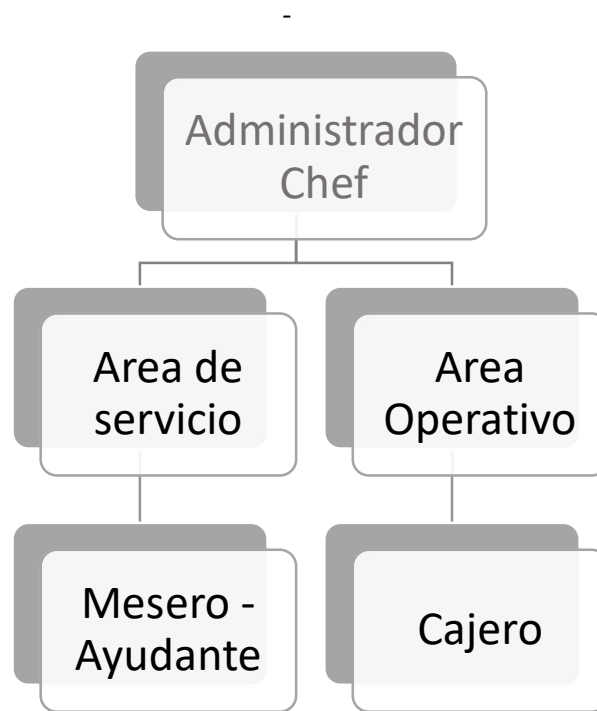 -
Administrador
Chef
Area de
servicio
Area
Operativo
Mesero -
Ayudante
Cajero